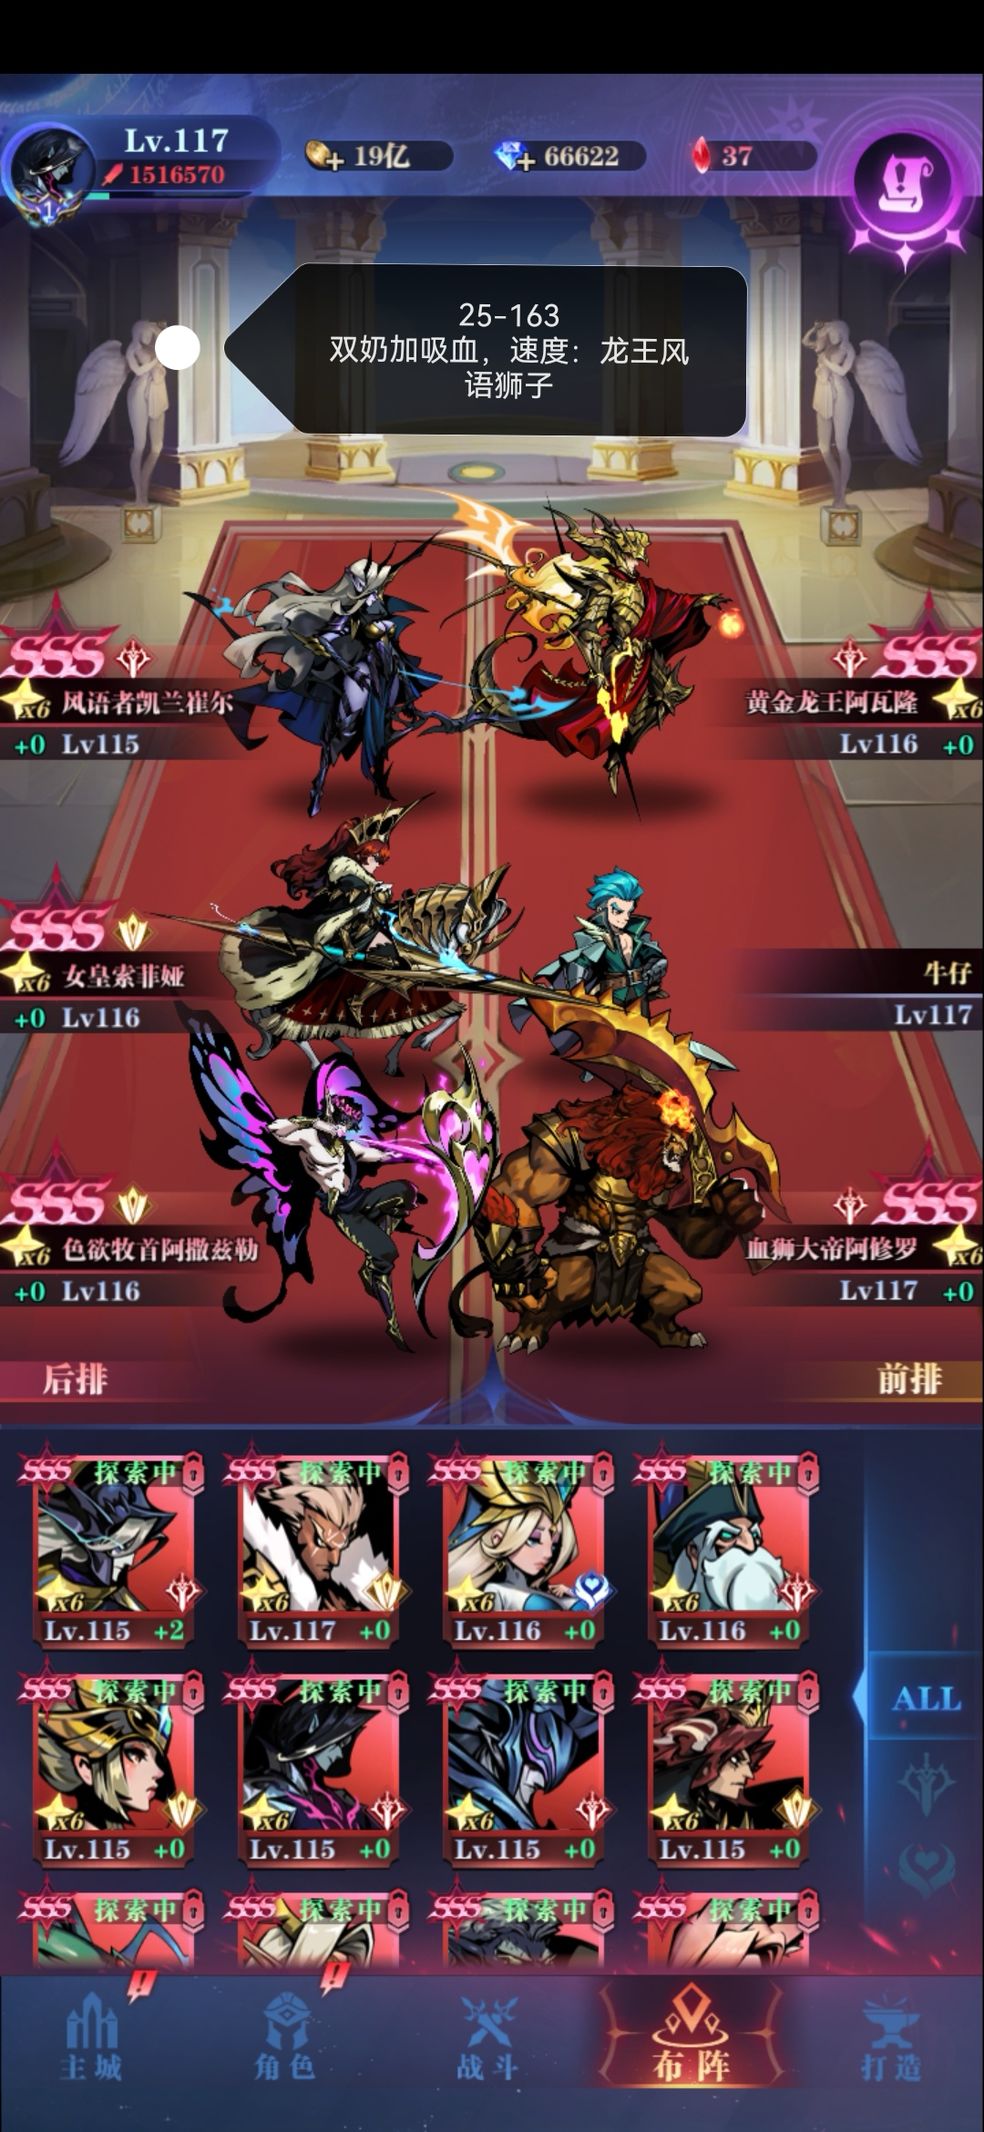 Lv.117
1516570
1
19亿
66622
37
25-163
双奶加吸血，速度：龙王风
语狮子
SSS
x6 风语者凯兰崔尔
+0 Lv115
SSS
黄金龙王阿瓦隆 x6
Lv116 +0
SSS
x6 女皇索菲娅
+0 Lv116
牛仔
Lv117
SSS
x6 色欲牧首阿撒兹勒
+0 Lv116
SSS
血狮大帝阿修罗 x6
Lv117 +0
后排 前排
SSS 探索中 SSS 探索中 SSS 探索中 SSS 探索中
x6 x6 x6 x6
Lv.115 +2 Lv.117 +0 Lv.116 +0 Lv.116 +0
SSS 探索中 SSS 探索中 SSS 探索中 SSS 探索中
x6 x6 x6 x6
Lv.115 +0 Lv.115 +0 Lv.115 +0 Lv.115 +0
ALL
SSS 探索中 SSS 探索中 SSS 探索中 SSS 探索中
主城 角色 战斗 布阵 打造